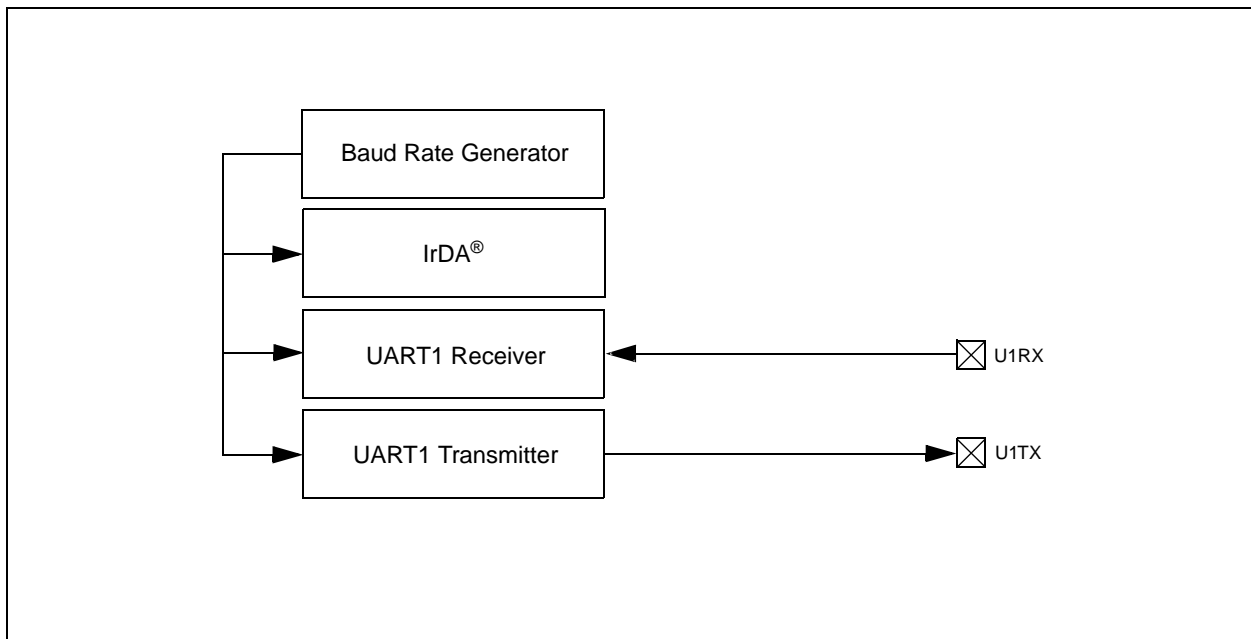 Baud Rate Generator
IrDA®
UART1 Receiver
U1RX
UART1 Transmitter
U1TX